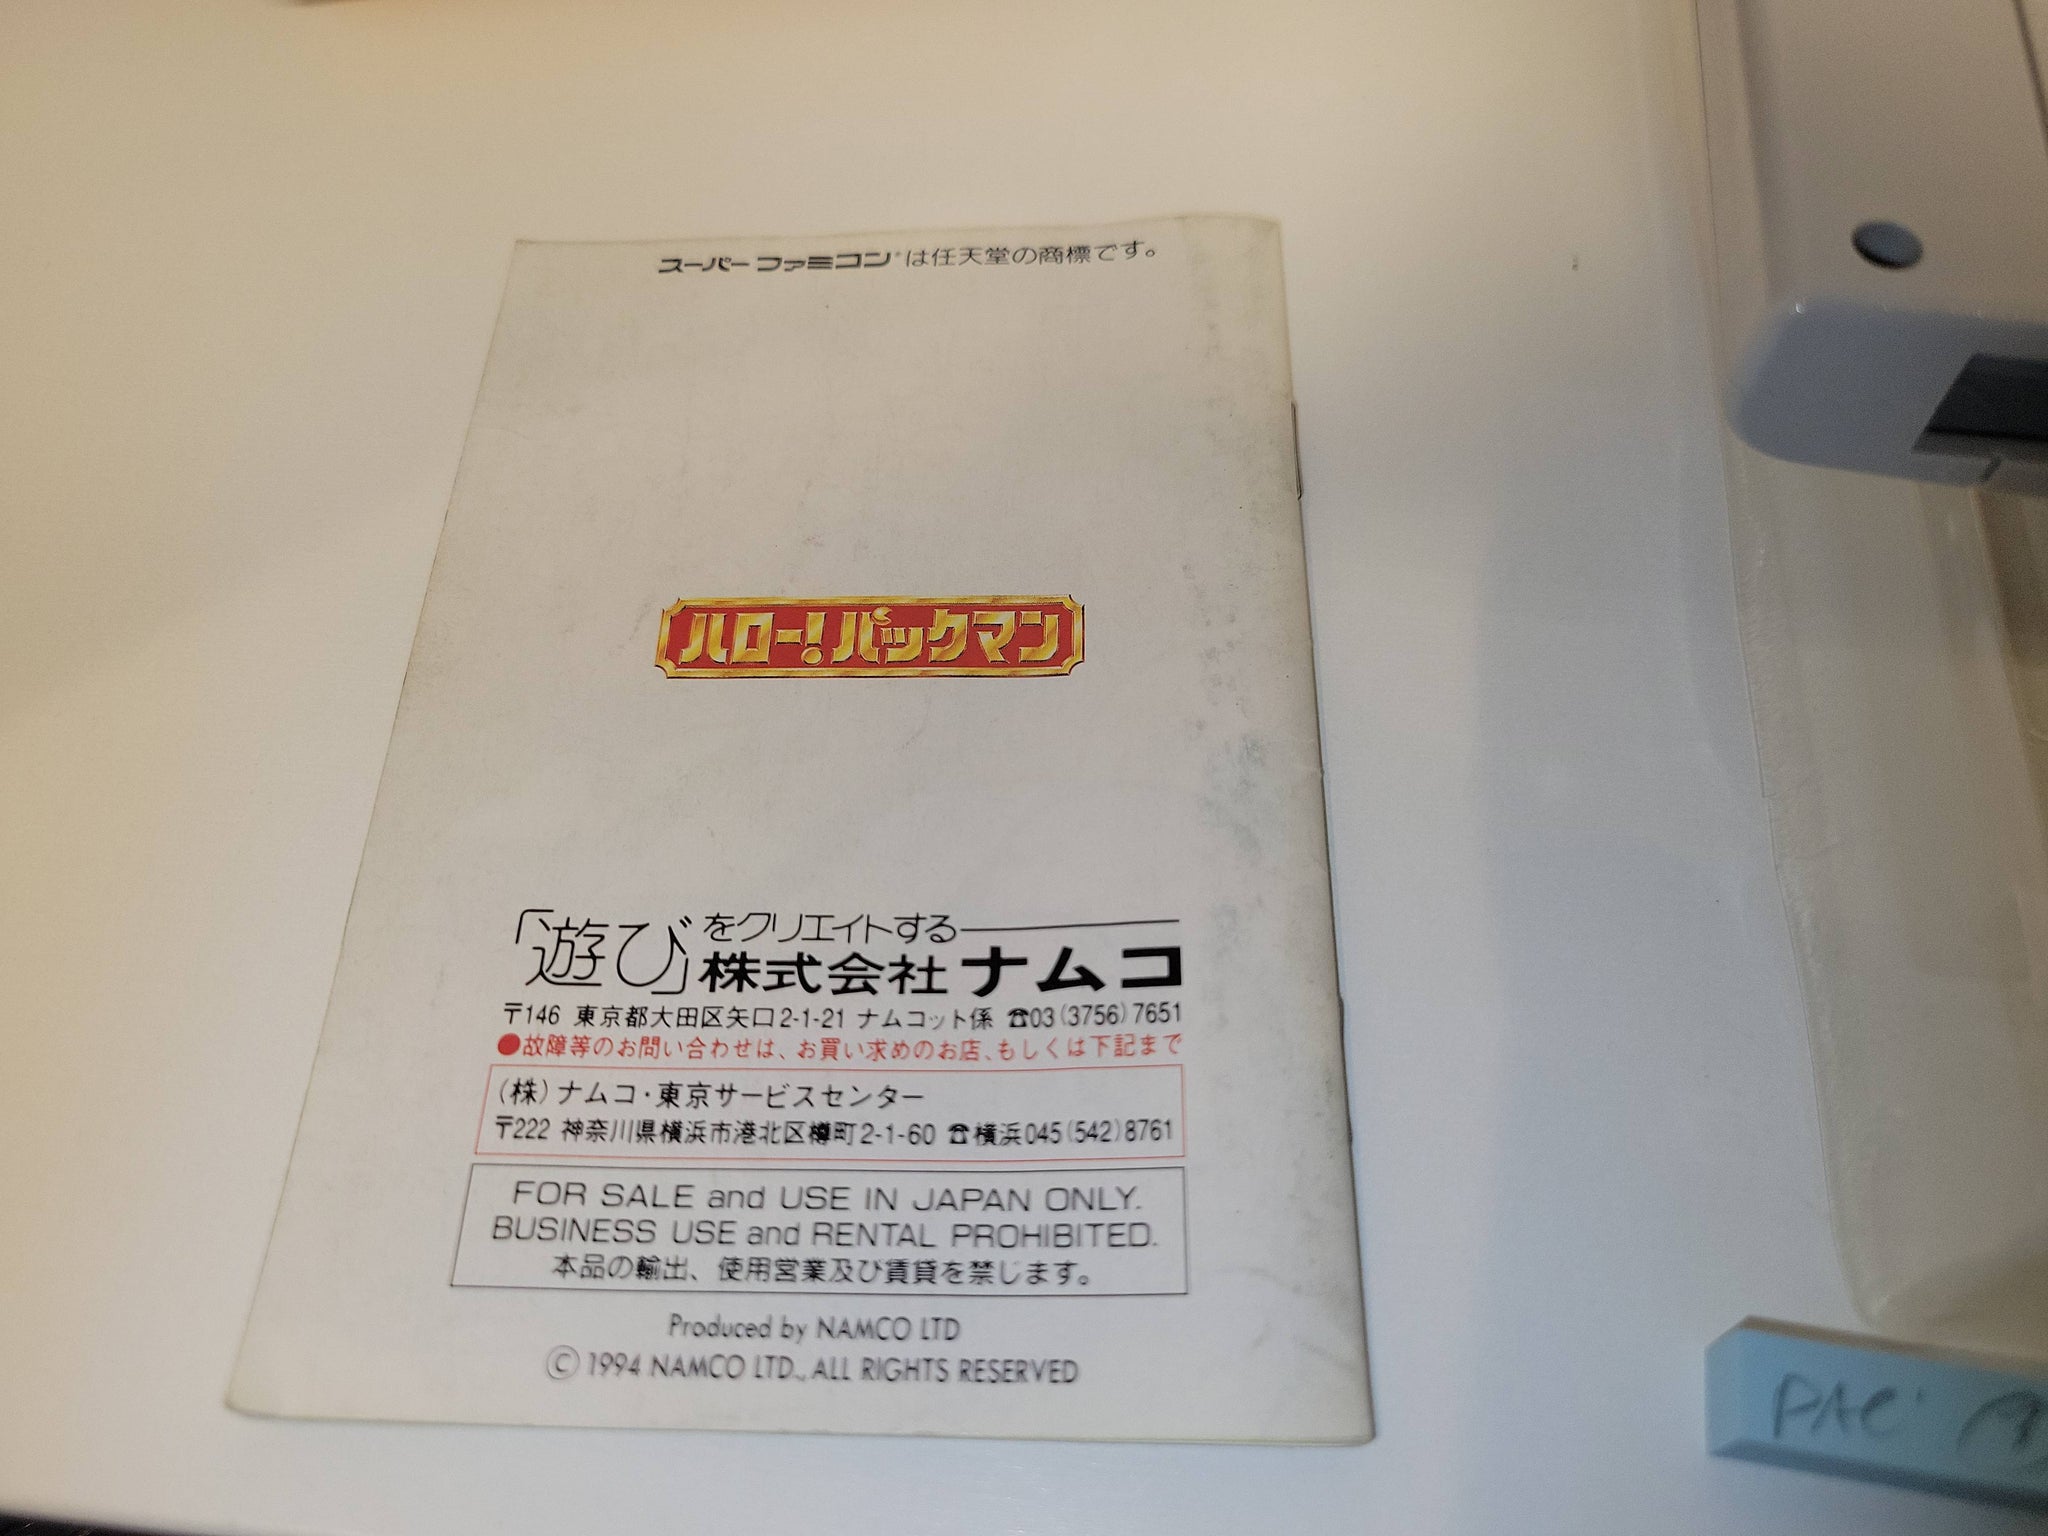 スーパーファミコン®は任天堂の商標です。
ハロー!パックマン
「遊び」をクリエイトする
株式会社ナムコ
〒146 東京都大田区矢口2-1-21 ナムコット係 ☎03(3756)7651
●故障等のお問い合わせは、お買い求めのお店、もしくは下記まで
(株)ナムコ・東京サービスセンター
〒222 神奈川県横浜市港北区樽町2-1-60 ☎横浜045(542)8761
FOR SALE and USE IN JAPAN ONLY.
BUSINESS USE and RENTAL PROHIBITED.
本品の輸出、使用営業及び賃貸を禁じます。
Produced by NAMCO LTD
© 1994 NAMCO LTD., ALL RIGHTS RESERVED
PAC